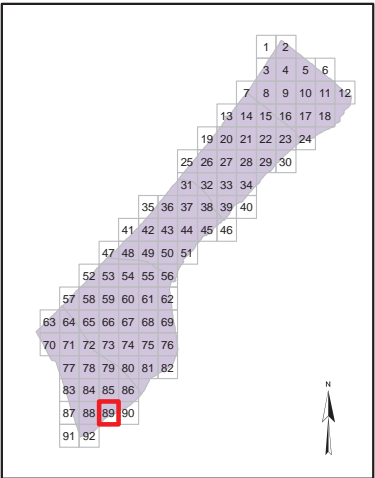 1 2
3 4 5 6
7 8 9 10 11 12
13 14 15 16 17 18
19 20 21 22 23 24
25 26 27 28 29 30
31 32 33 34
35 36 37 38 39 40
41 42 43 44 45 46
47 48 49 50 51
52 53 54 55 56
57 58 59 60 61 62
63 64 65 66 67 68 69
70 71 72 73 74 75 76
77 78 79 80 81 82
83 84 85 86
N
87 88 89 90
91 92